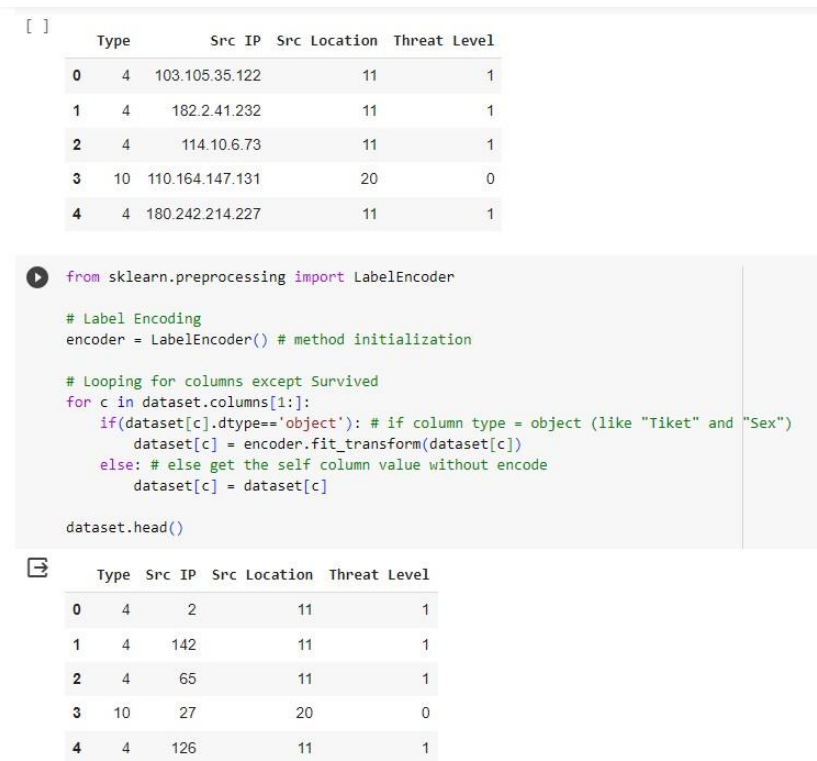 [ ]
Type Src IP Src Location Threat Level
0 4 103.105.35.122 11 1
1 4 182.2.41.232 11 1
2 4 114.10.6.73 11 1
3 10 110.164.147.131 20 0
4 4 180.242.214.227 11 1
from sklearn.preprocessing import LabelEncoder
# Label Encoding
encoder = LabelEncoder() # method initialization
# Looping for columns except Survived
for c in dataset.columns[1:]:
if(dataset[c].dtype=='object'): # if column type = object (like "Tiket" and "Sex")
dataset[c] = encoder.fit_transform(dataset[c])
else: # else get the self column value without encode
dataset[c] = dataset[c]
dataset.head()
Type Src IP Src Location Threat Level
0 4 2 11 1
1 4 142 11 1
2 4 65 11 1
3 10 27 20 0
4 4 126 11 1